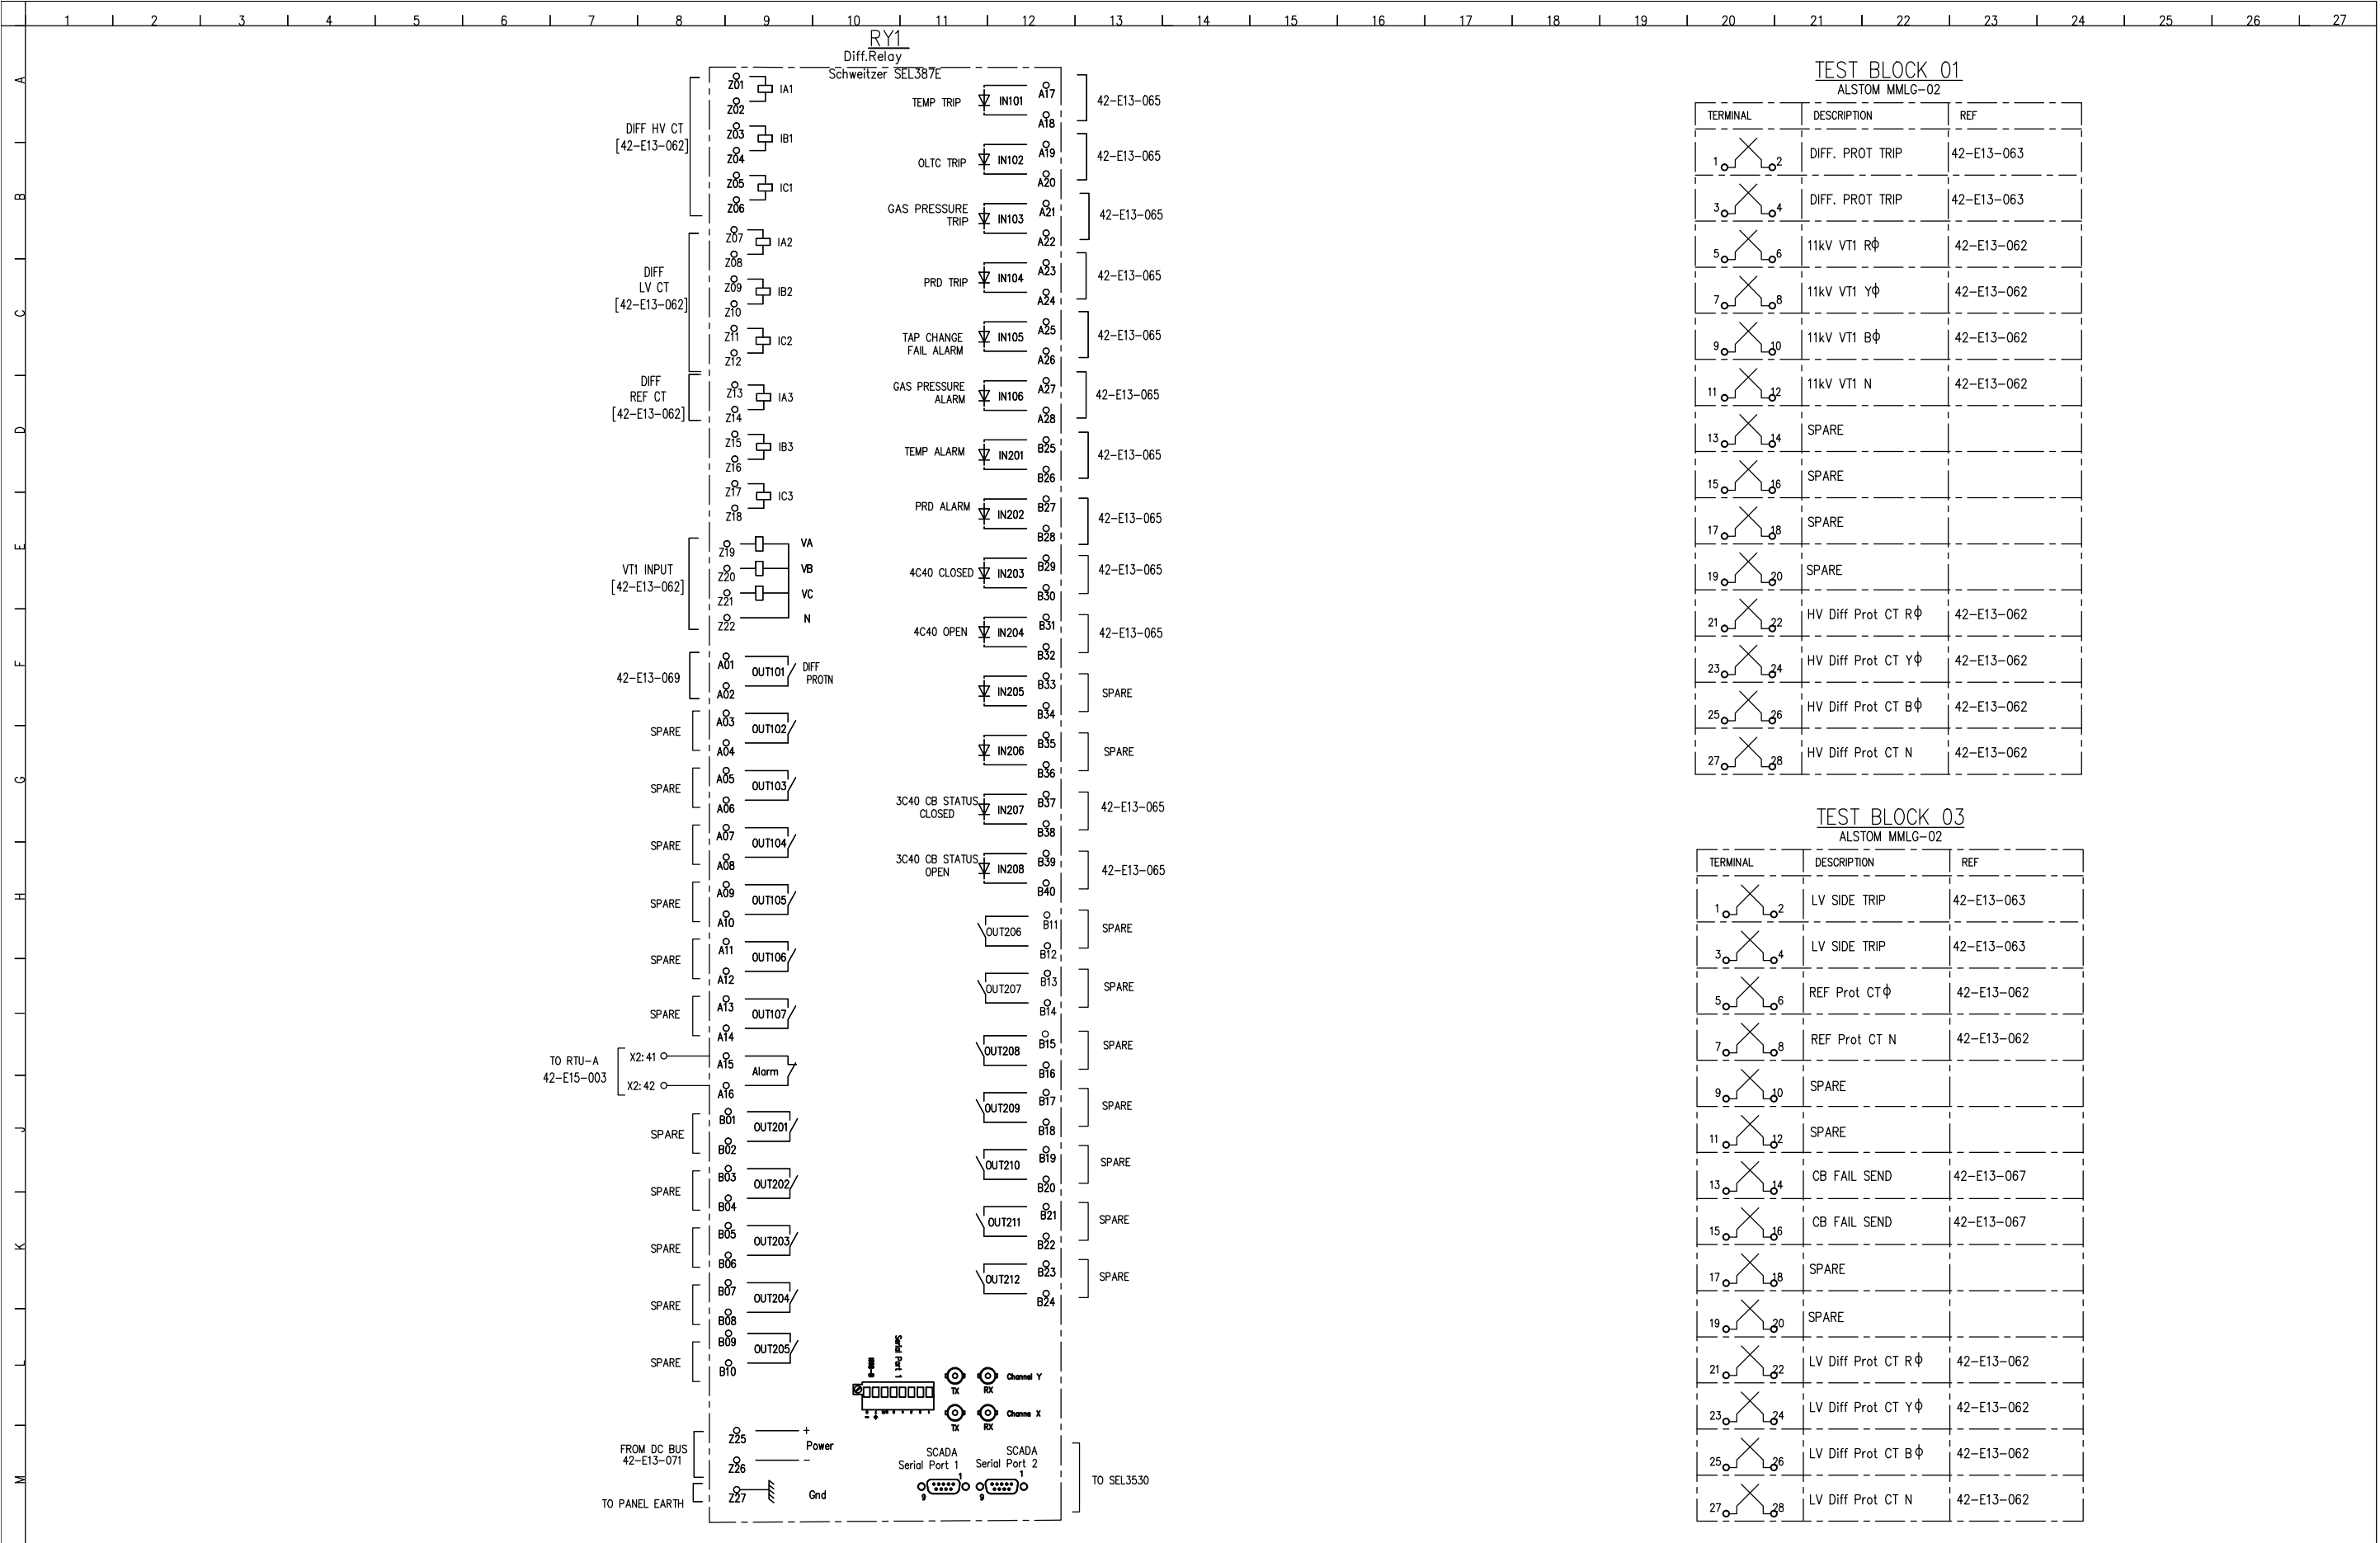 1 2 3 4 5 6 7 8 9 10 11 12 13 14 15 16 17 18 19 20 21 22 23 24 25 26 27
A
B
C
D
E
F
G
H
I
J
K
L
M
RY1
Diff.Relay
Schweitzer SEL387E
DIFF HV CT
[42-E13-062]
Z01
Z02
IA1
Z03
Z04
IB1
Z05
Z06
IC1
DIFF
LV CT
[42-E13-062]
Z07
Z08
IA2
Z09
Z10
IB2
Z11
Z12
IC2
DIFF
REF CT
[42-E13-062]
Z13
Z14
IA3
Z15
Z16
IB3
Z17
Z18
IC3
VT1 INPUT
[42-E13-062]
Z19
VA
Z20
VB
Z21
VC
Z22
N
42-E13-069
A01
A02
OUT101
DIFF
PROTN
SPARE
A03
A04
OUT102
SPARE
A05
A06
OUT103
SPARE
A07
A08
OUT104
SPARE
A09
A10
OUT105
SPARE
A11
A12
OUT106
SPARE
A13
A14
OUT107
TO RTU-A
42-E15-003
X2:41
X2:42
A15
A16
Alarm
SPARE
B01
B02
OUT201
SPARE
B03
B04
OUT202
SPARE
B05
B06
OUT203
SPARE
B07
B08
OUT204
SPARE
B09
B10
OUT205
FROM DC BUS
42-E13-071
Z25
+
Power
Z26
-
TO PANEL EARTH
Z27
Gnd
TEMP TRIP
IN101
A17
A18
42-E13-065
OLTC TRIP
IN102
A19
A20
42-E13-065
GAS PRESSURE
TRIP
IN103
A21
A22
42-E13-065
PRD TRIP
IN104
A23
A24
42-E13-065
TAP CHANGE
FAIL ALARM
IN105
A25
A26
42-E13-065
GAS PRESSURE
ALARM
IN106
A27
A28
42-E13-065
TEMP ALARM
IN201
B25
B26
42-E13-065
PRD ALARM
IN202
B27
B28
42-E13-065
4C40 CLOSED
IN203
B29
B30
42-E13-065
4C40 OPEN
IN204
B31
B32
42-E13-065
IN205
B33
B34
SPARE
IN206
B35
B36
SPARE
3C40 CB STATUS
CLOSED
IN207
B37
B38
42-E13-065
3C40 CB STATUS
OPEN
IN208
B39
B40
42-E13-065
OUT206
B11
B12
SPARE
OUT207
B13
B14
SPARE
OUT208
B15
B16
SPARE
OUT209
B17
B18
SPARE
OUT210
B19
B20
SPARE
OUT211
B21
B22
SPARE
OUT212
B23
B24
SPARE
Serial Port 1
TX
RX
Channel Y
TX
RX
Channe X
SCADA
Serial Port 1
1
9
SCADA
Serial Port 2
1
9
TO SEL3530
TEST BLOCK 01
ALSTOM MMLG-02
TERMINAL DESCRIPTION REF
1 2 DIFF. PROT TRIP 42-E13-063
3 4 DIFF. PROT TRIP 42-E13-063
5 6 11kV VT1 Rϕ 42-E13-062
7 8 11kV VT1 Yϕ 42-E13-062
9 10 11kV VT1 Bϕ 42-E13-062
11 12 11kV VT1 N 42-E13-062
13 14 SPARE
15 16 SPARE
17 18 SPARE
19 20 SPARE
21 22 HV Diff Prot CT Rϕ 42-E13-062
23 24 HV Diff Prot CT Yϕ 42-E13-062
25 26 HV Diff Prot CT Bϕ 42-E13-062
27 28 HV Diff Prot CT N 42-E13-062
TEST BLOCK 03
ALSTOM MMLG-02
TERMINAL DESCRIPTION REF
1 2 LV SIDE TRIP 42-E13-063
3 4 LV SIDE TRIP 42-E13-063
5 6 REF Prot CTϕ 42-E13-062
7 8 REF Prot CT N 42-E13-062
9 10 SPARE
11 12 SPARE
13 14 CB FAIL SEND 42-E13-067
15 16 CB FAIL SEND 42-E13-067
17 18 SPARE
19 20 SPARE
21 22 LV Diff Prot CT Rϕ 42-E13-062
23 24 LV Diff Prot CT Yϕ 42-E13-062
25 26 LV Diff Prot CT Bϕ 42-E13-062
27 28 LV Diff Prot CT N 42-E13-062